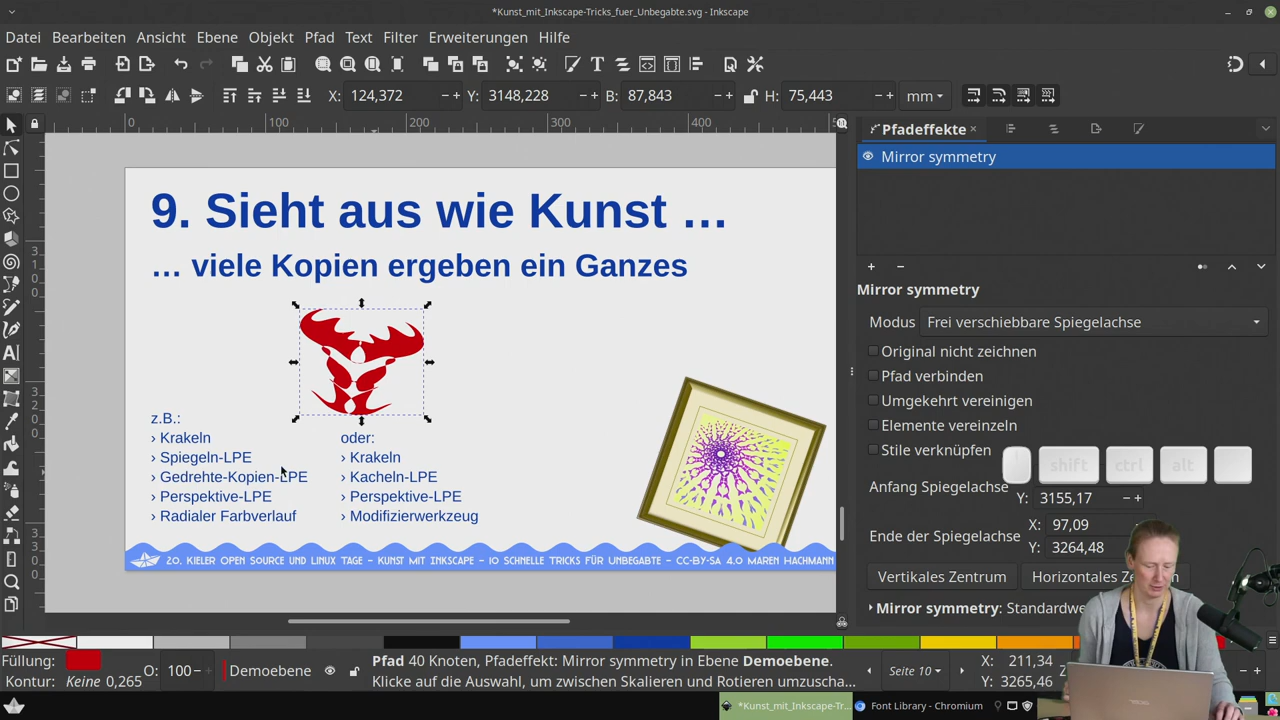 *Kunst_mit_Inkscape-Tricks_fuer_Unbegabte.svg - Inkscape
Datei Bearbeiten Ansicht Ebene Objekt Pfad Text Filter Erweiterungen Hilfe
X: 124,372 − + Y: 3148,228 − + B: 87,843 − + H: 75,443 − + mm
0 100 200 300 400
Pfadeffekte ×
Mirror symmetry
9. Sieht aus wie Kunst …
… viele Kopien ergeben ein Ganzes
z.B.:
› Krakeln
› Spiegeln-LPE
› Gedrehte-Kopien-LPE
› Perspektive-LPE
› Radialer Farbverlauf
oder:
› Krakeln
› Kacheln-LPE
› Perspektive-LPE
› Modifizierwerkzeug
20. KIELER OPEN SOURCE UND LINUX TAGE - KUNST MIT INKSCAPE - 10 SCHNELLE TRICKS FÜR UNBEGABTE - CC-BY-SA 4.0 MAREN HACHMANN
Mirror symmetry
Modus Frei verschiebbare Spiegelachse
Original nicht zeichnen
Pfad verbinden
Umgekehrt vereinigen
Elemente vereinzeln
Stile verknüpfen
shift ctrl alt
Anfang Spiegelachse
Y: 3155,17 − +
Ende der Spiegelachse
X: 97,09
Y: 3264,48
Vertikales Zentrum Horizontales
Mirror symmetry: Standardwe
Füllung:
Kontur: Keine 0,265
O: 100 − +
Demoebene
Pfad 40 Knoten, Pfadeffekt: Mirror symmetry in Ebene Demoebene.
Klicke auf die Auswahl, um zwischen Skalieren und Rotieren umzuscha…
Seite 10
X: 211,34
Y: 3265,46
*Kunst_mit_Inkscape-Tr...
Font Library - Chromium